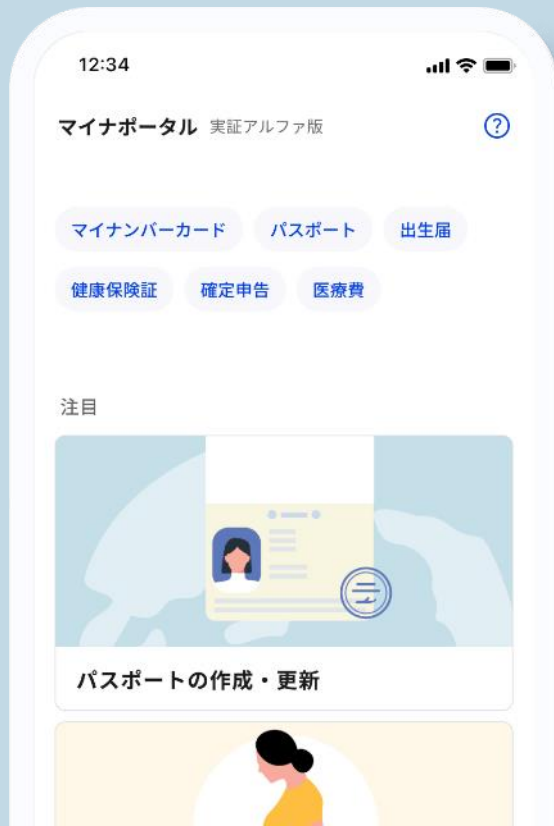 12:34
マイナポータル 実証アルファ版
マイナンバーカード パスポート 出生届
健康保険証 確定申告 医療費
注目
パスポートの作成・更新